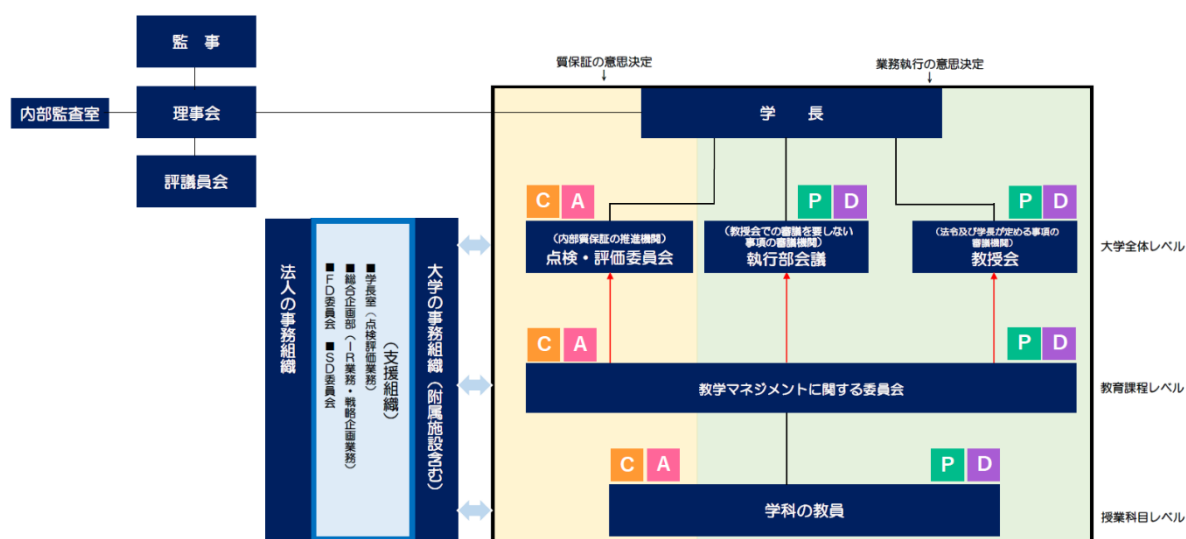 監　事
内部監査室
理事会
評議員会
質保証の意思決定
↓
業務執行の意思決定
↓
学　長
C A
P D
P D
（内部質保証の推進機関）
点検・評価委員会
（教授会での審議を要しない
事項の審議機関）
執行部会議
（法令及び学長が定める事項の
審議機関）
教授会
大学全体レベル
C A
P D
教学マネジメントに関する委員会
教育課程レベル
C A
P D
学科の教員
授業科目レベル
大学の事務組織（附属施設含む）
（支援組織）
■学長室（点検評価業務）
■総合企画部（ＩＲ業務・戦略企画業務）
■ＦＤ委員会　■ＳＤ委員会
法人の事務組織